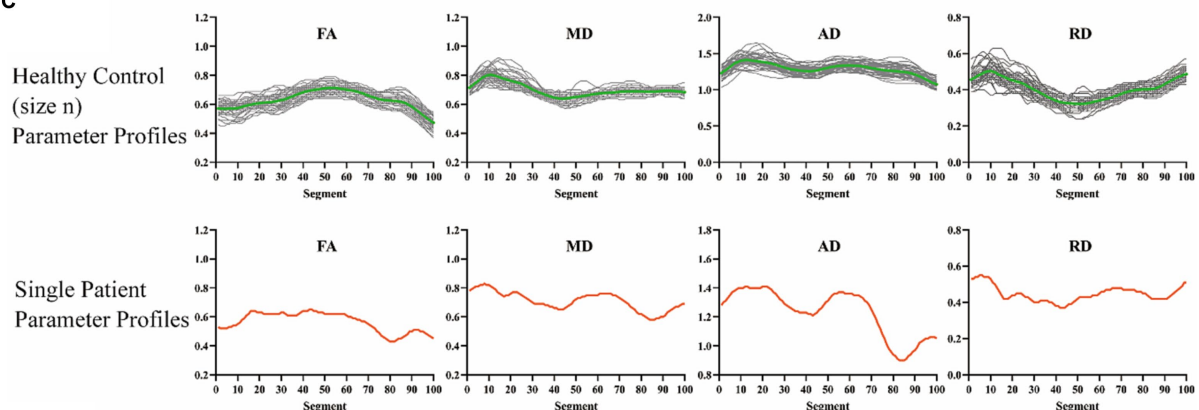 C
FA MD AD RD
1.2 1.2 2.0 0.8
1.0 1.0 1.5 0.6
0.8 0.8 1.0 0.4
0.6 0.6 0.5 0.2
0.4 0.4 0.0 0.0
0.2 0.2
Healthy Control
(size n)
Parameter Profiles
0 10 20 30 40 50 60 70 80 90 100 0 10 20 30 40 50 60 70 80 90 100 0 10 20 30 40 50 60 70 80 90 100 0 10 20 30 40 50 60 70 80 90 100
Segment Segment Segment Segment
FA MD AD RD
1.2 1.2 1.8 0.8
1.0 1.0 1.6 0.6
0.8 0.8 1.4 0.4
0.6 0.6 1.2 0.2
0.4 0.4 1.0 0.0
0.2 0.2 0.8
Single Patient
Parameter Profiles
0 10 20 30 40 50 60 70 80 90 100 0 10 20 30 40 50 60 70 80 90 100 0 10 20 30 40 50 60 70 80 90 100 0 10 20 30 40 50 60 70 80 90 100
Segment Segment Segment Segment